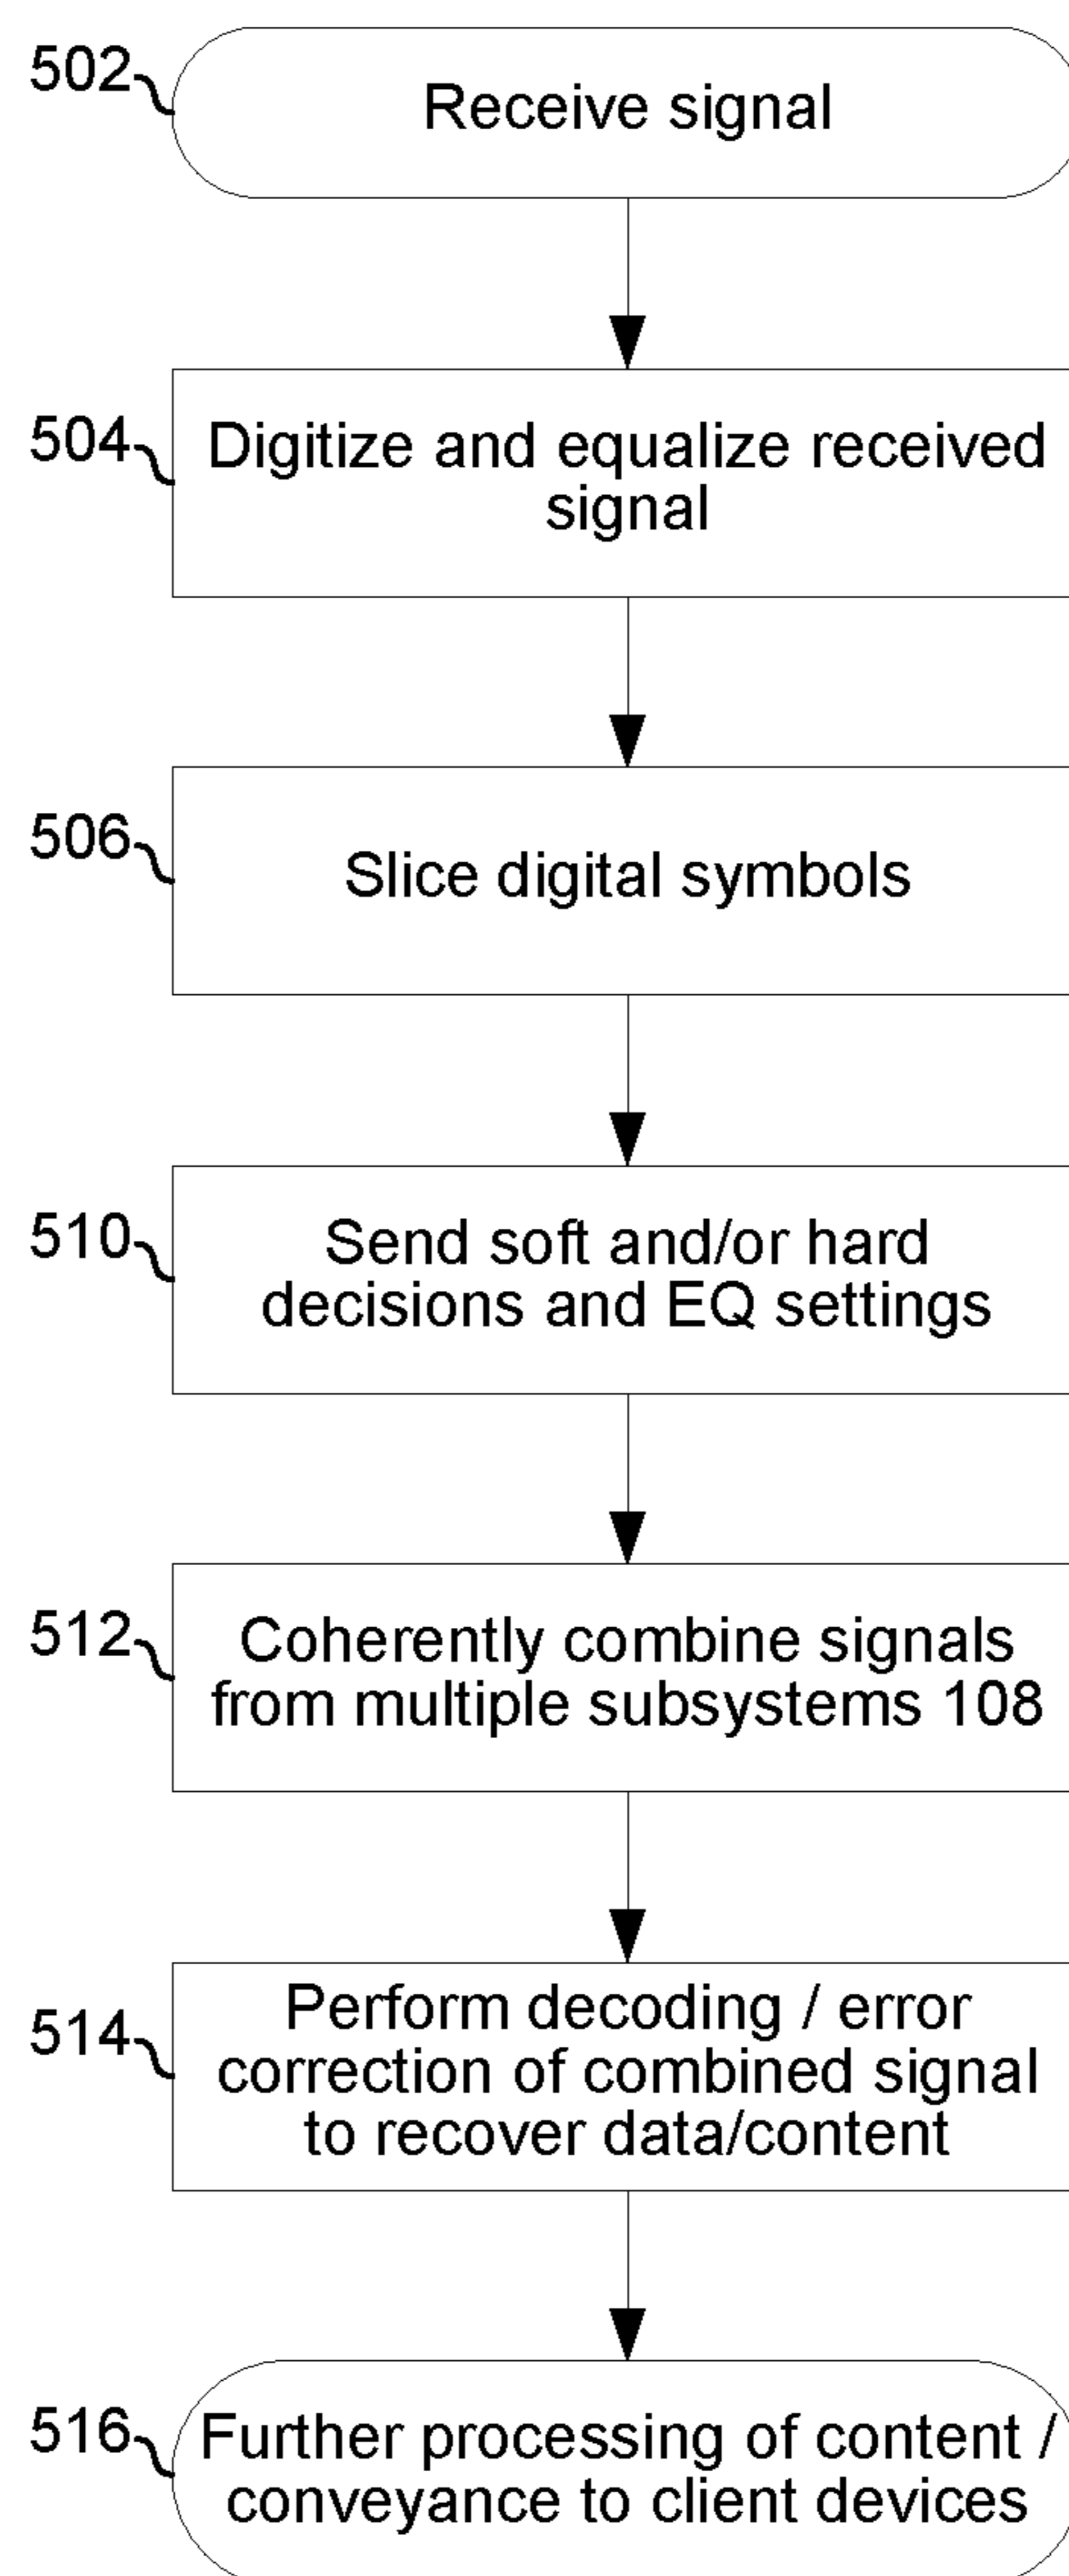 502
Receive signal
504
Digitize and equalize received
signal
506
Slice digital symbols
510
Send soft and/or hard
decisions and EQ settings
512
Coherently combine signals
from multiple subsystems 108
514
Perform decoding / error
correction of combined signal
to recover data/content
516
Further processing of content /
conveyance to client devices